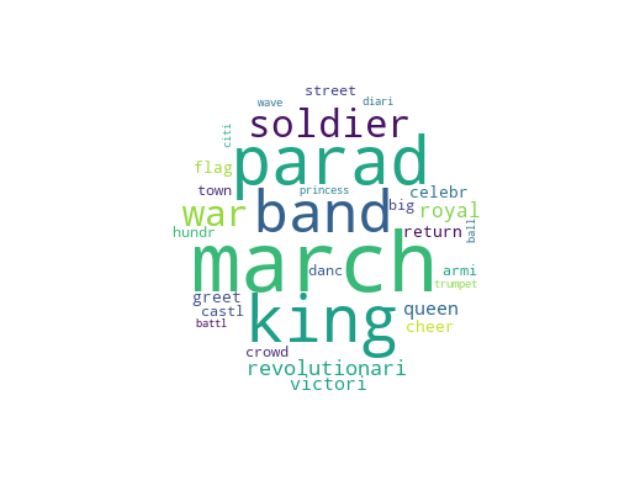 street
wave
diari
soldier
citi
parad
flag
town
princess
celebr
war
band
big
royal
hundr
return
ball
march
danc
armi
trumpet
greet
castl
king
queen
battl
cheer
crowd
revolutionari
victori